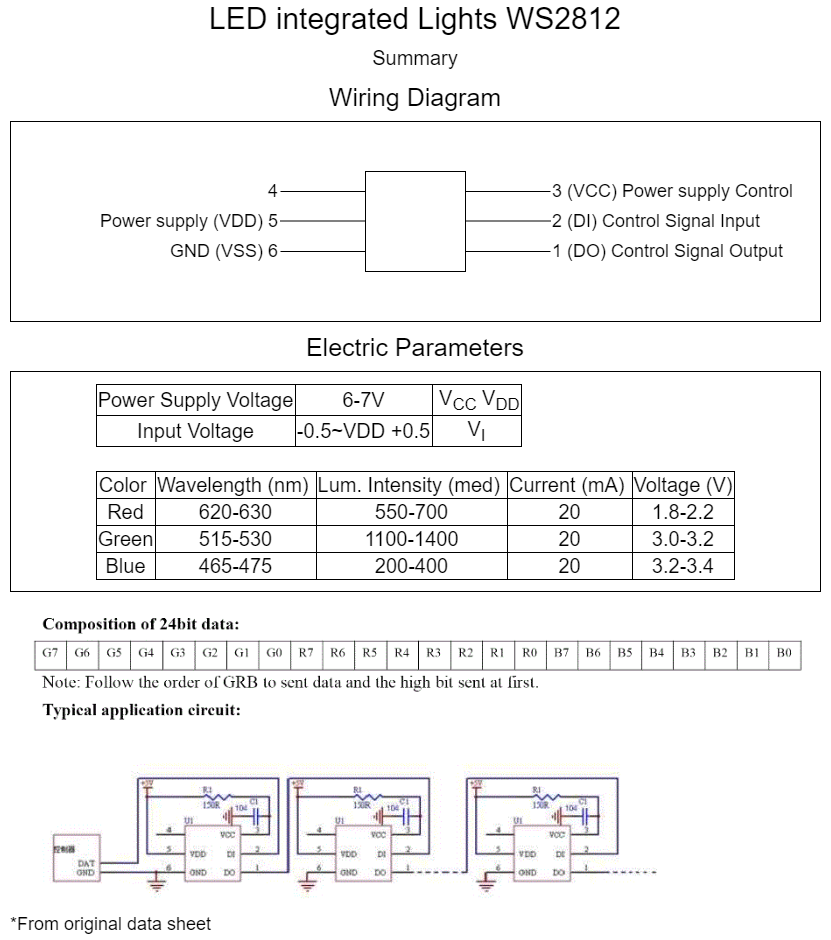 LED integrated Lights WS2812
Summary
Wiring Diagram
4
Power supply (VDD) 5
GND (VSS) 6
3 (VCC) Power supply Control
2 (DI) Control Signal Input
1 (DO) Control Signal Output
Electric Parameters
Power Supply Voltage 6-7V VCC VDD
Input Voltage -0.5~VDD +0.5 VI
Color Wavelength (nm) Lum. Intensity (med) Current (mA) Voltage (V)
Red 620-630 550-700 20 1.8-2.2
Green 515-530 1100-1400 20 3.0-3.2
Blue 465-475 200-400 20 3.2-3.4
Composition of 24bit data:
G7 G6 G5 G4 G3 G2 G1 G0 R7 R6 R5 R4 R3 R2 R1 R0 B7 B6 B5 B4 B3 B2 B1 B0
Note: Follow the order of GRB to sent data and the high bit sent at first.
Typical application circuit:
+5V R1 +5V R1 +5V R1
150R 104 C1 150R 104 C1 150R 104 C1
U1 U1 U1
4 VCC 3 4 VCC 3 4 VCC 3
控制器
5 VDD DI 2 5 VDD DI 2 5 VDD DI 2
DAT
GND 6 GND DO 1 6 GND DO 1 6 GND DO 1
*From original data sheet